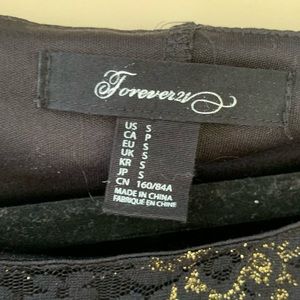 Forever21
US S
CA P
EU S
UK S
KR S
JP S
CN 160/84A
MADE IN CHINA
FABRIQUÉ EN CHINE